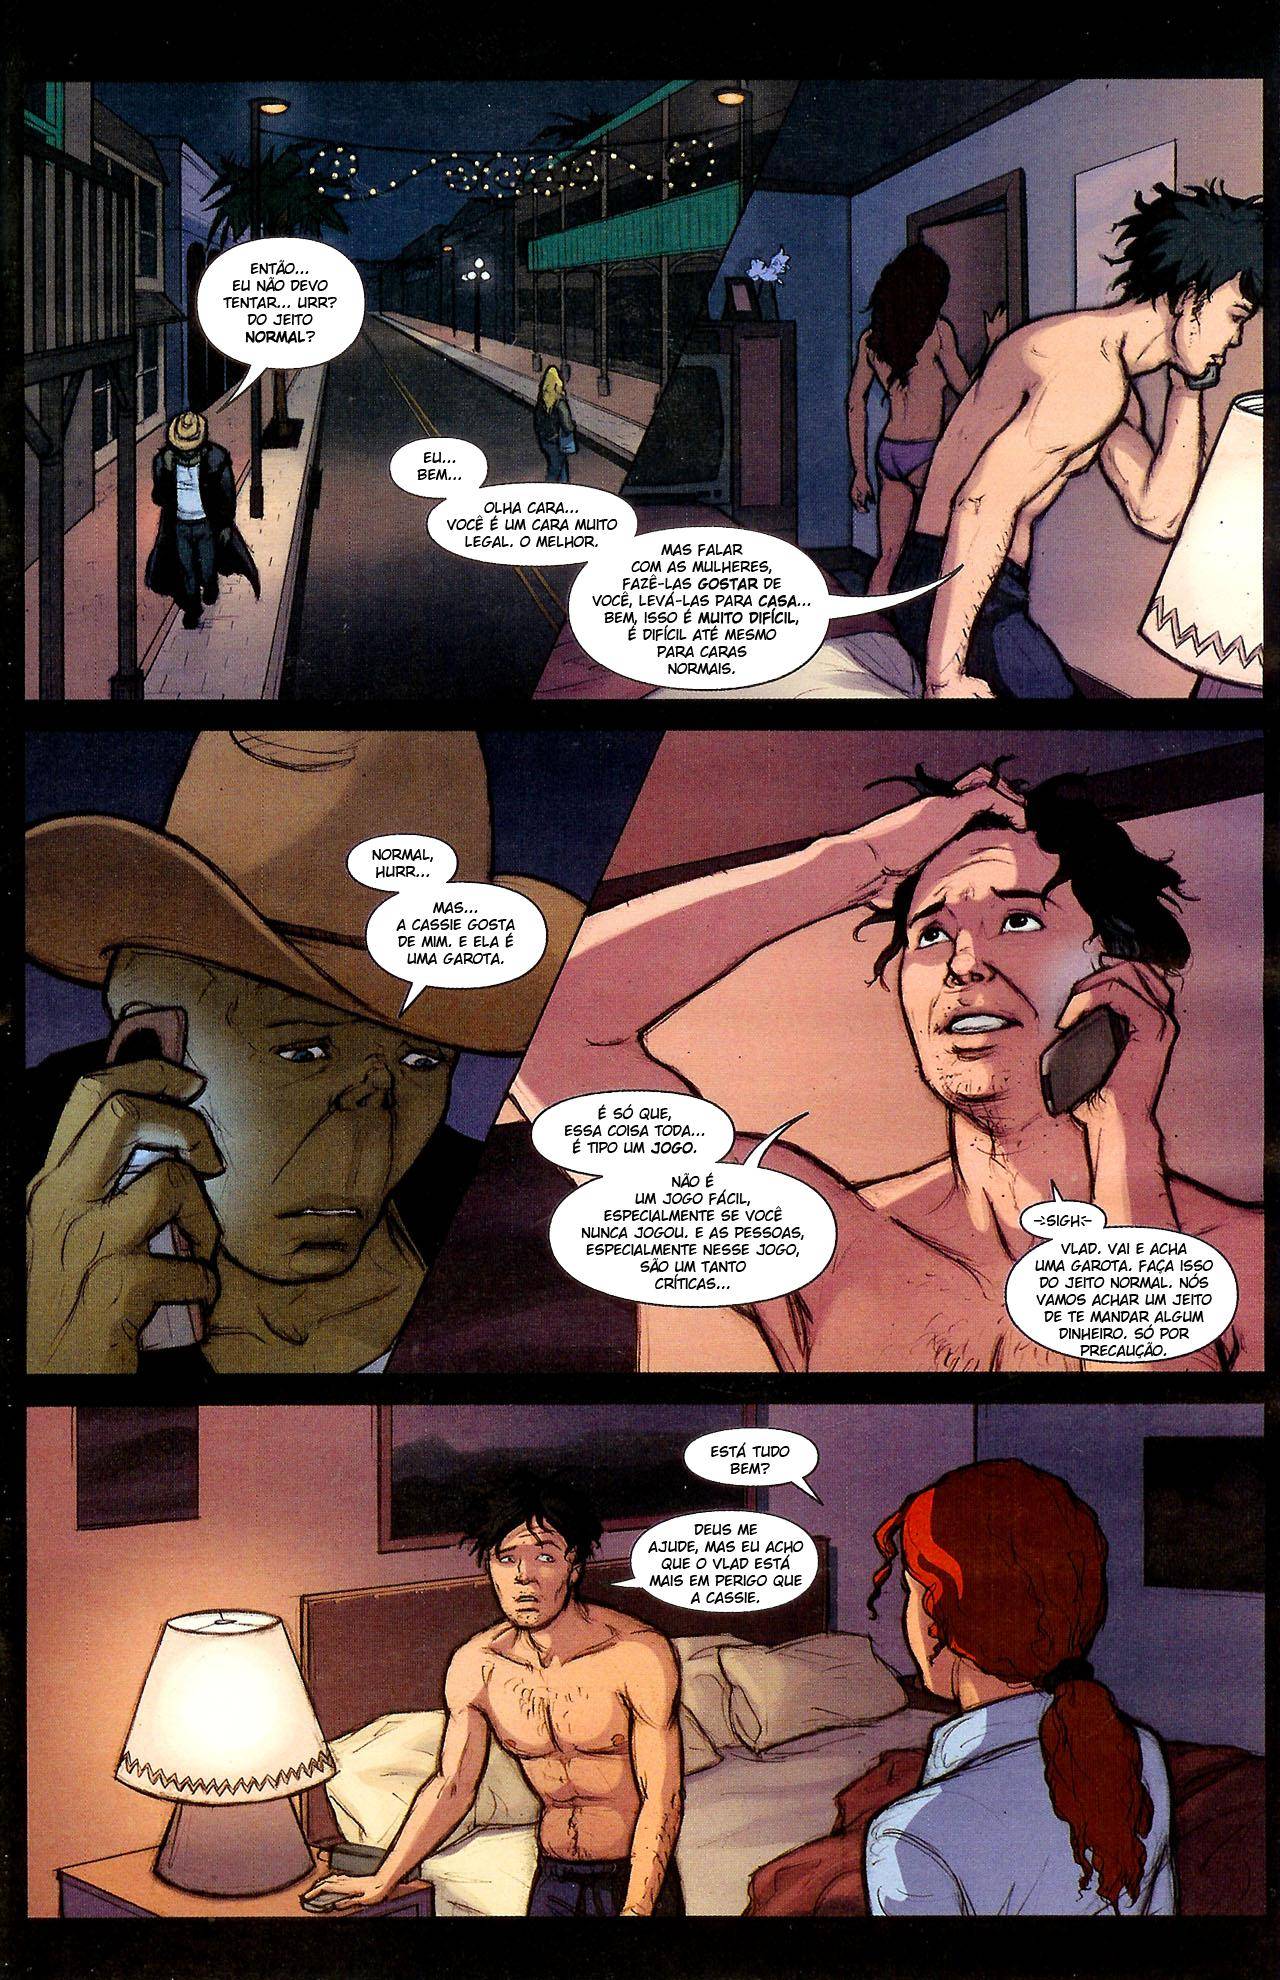 ENTÃO...
EU NÃO DEVO
TENTAR... URR?
DO JEITO
NORMAL?
EU...
BEM...
OLHA CARA...
VOCÊ É UM CARA MUITO
LEGAL. O MELHOR.
MAS FALAR
COM AS MULHERES,
FAZÊ-LAS GOSTAR DE
VOCÊ, LEVÁ-LAS PARA CASA...
BEM, ISSO É MUITO DIFÍCIL,
É DIFÍCIL ATÉ MESMO
PARA CARAS
NORMAIS.
NORMAL,
HURR...
MAS...
A CASSIE GOSTA
DE MIM. E ELA É
UMA GAROTA.
É SÓ QUE,
ESSA COISA TODA...
É TIPO UM JOGO.
NÃO É
UM JOGO FÁCIL,
ESPECIALMENTE SE VOCÊ
NUNCA JOGOU. E AS PESSOAS,
ESPECIALMENTE NESSE JOGO,
SÃO UM TANTO
CRÍTICAS...
-SIGH-
VLAD. VAI E ACHA
UMA GAROTA. FAÇA ISSO
DO JEITO NORMAL. NÓS
VAMOS ACHAR UM JEITO
DE TE MANDAR ALGUM
DINHEIRO. SÓ POR
PRECAUÇÃO.
ESTÁ TUDO
BEM?
DEUS ME
AJUDE, MAS EU ACHO
QUE O VLAD ESTÁ
MAIS EM PERIGO QUE
A CASSIE.